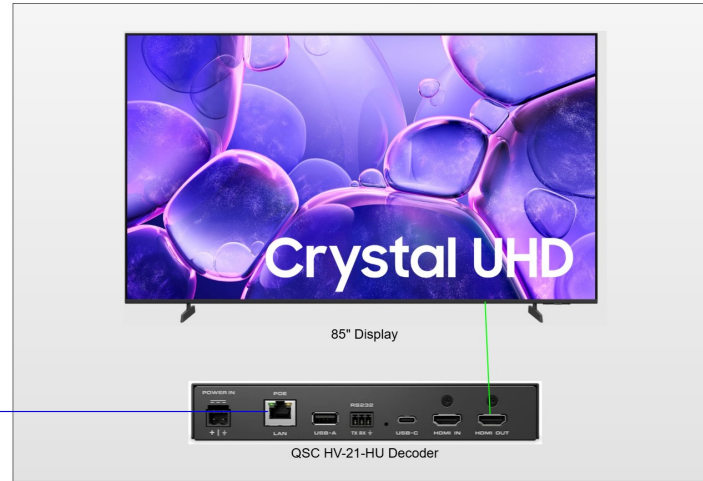 Crystal UHD
85" Display
POWER IN
POE
RS232
+ | ⏚
LAN
USB-A
TX RX ⏚
USB-C
HDMI IN
HDMI OUT
QSC HV-21-HU Decoder